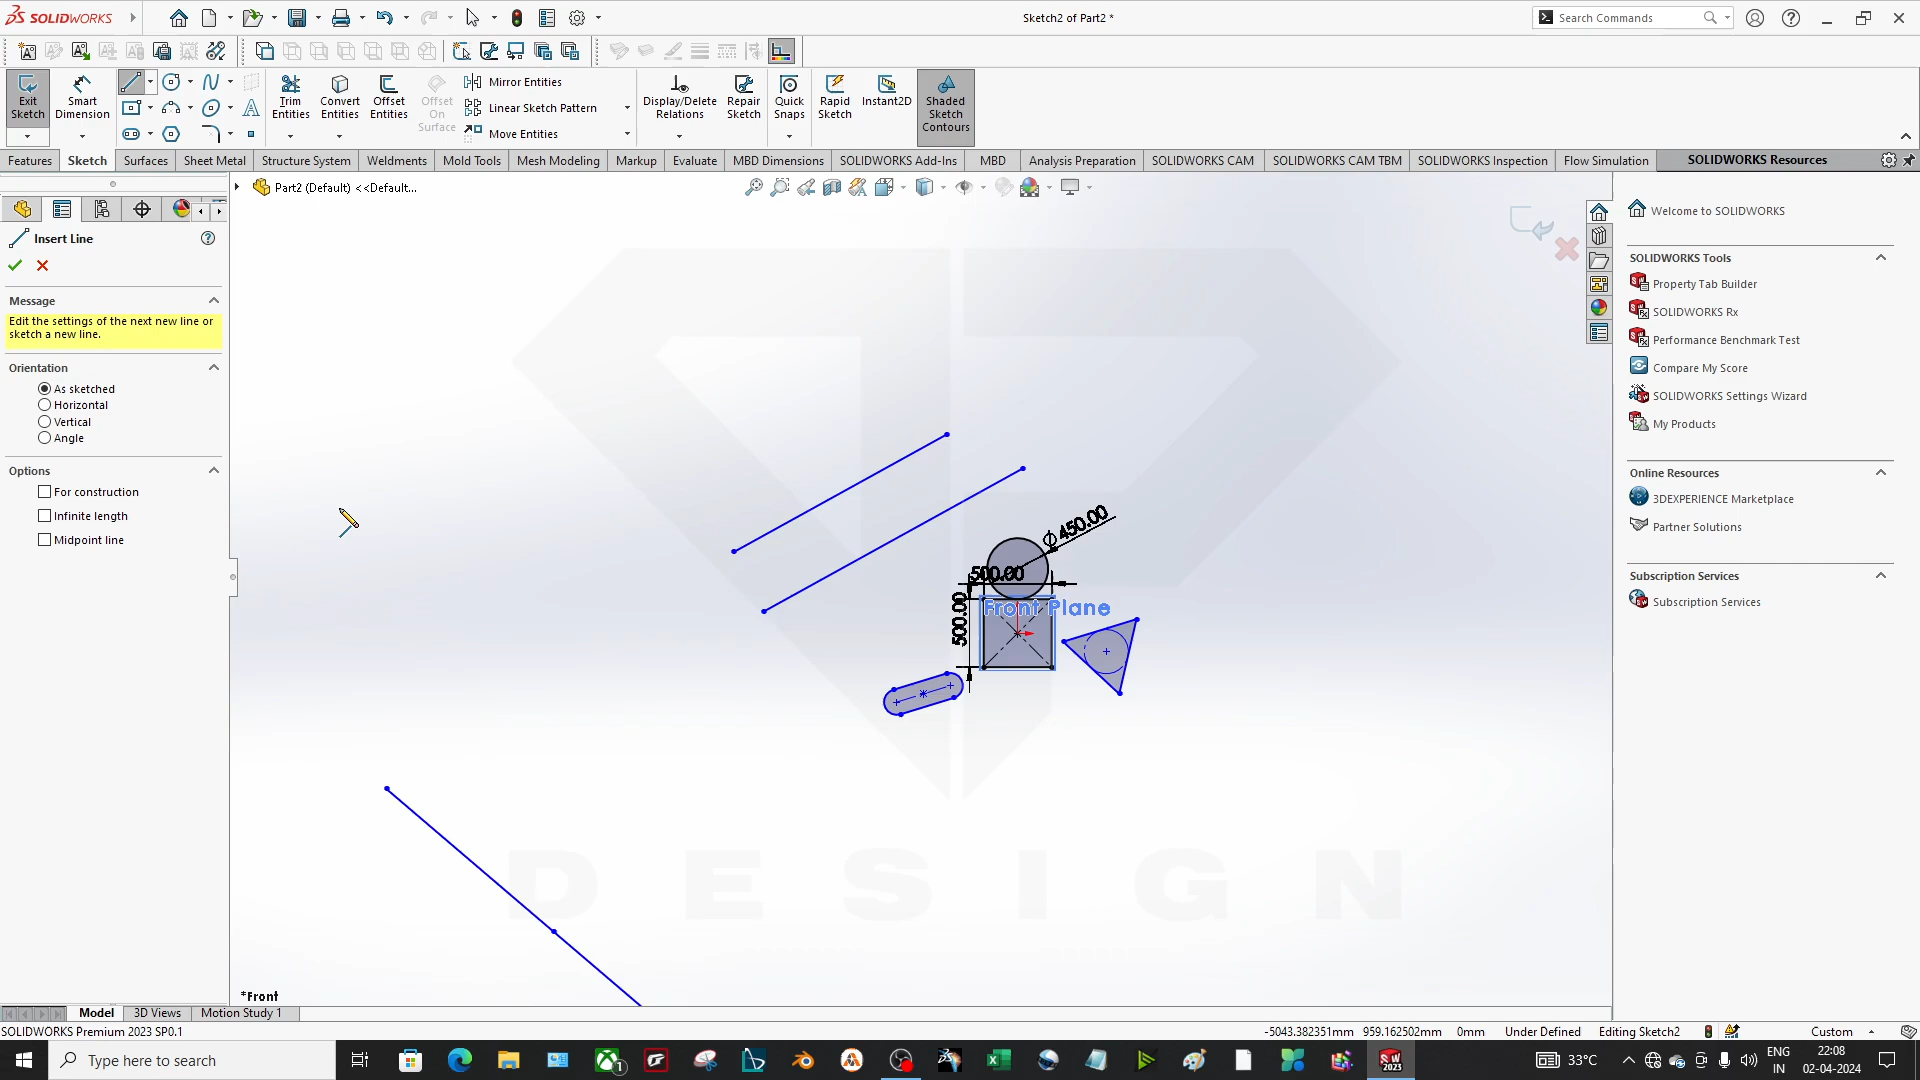 SOLIDWORKS
Sketch2 of Part2 *
Search Commands
Exit Sketch
Smart Dimension
Trim Entities
Convert Entities
Offset Entities
Offset On Surface
Mirror Entities
Linear Sketch Pattern
Move Entities
Display/Delete Relations
Repair Sketch
Quick Snaps
Rapid Sketch
Instant2D
Shaded Sketch Contours
Features
Sketch
Surfaces
Sheet Metal
Structure System
Weldments
Mold Tools
Mesh Modeling
Markup
Evaluate
MBD Dimensions
SOLIDWORKS Add-Ins
MBD
Analysis Preparation
SOLIDWORKS CAM
SOLIDWORKS CAM TBM
SOLIDWORKS Inspection
Flow Simulation
SOLIDWORKS Resources
Part2 (Default) <<Default...
Insert Line
Message
Edit the settings of the next new line or
sketch a new line.
Orientation
As sketched
Horizontal
Vertical
Angle
Options
For construction
Infinite length
Midpoint line
Φ 450.00
500.00
500.00
Front Plane
DESIGN
*Front
Welcome to SOLIDWORKS
SOLIDWORKS Tools
Property Tab Builder
SOLIDWORKS Rx
Performance Benchmark Test
Compare My Score
SOLIDWORKS Settings Wizard
My Products
Online Resources
3DEXPERIENCE Marketplace
Partner Solutions
Subscription Services
Subscription Services
Model
3D Views
Motion Study 1
SOLIDWORKS Premium 2023 SP0.1
-5043.382351mm 959.162502mm 0mm Under Defined Editing Sketch2 Custom
Type here to search
33°C
ENG
IN
22:08
02-04-2024